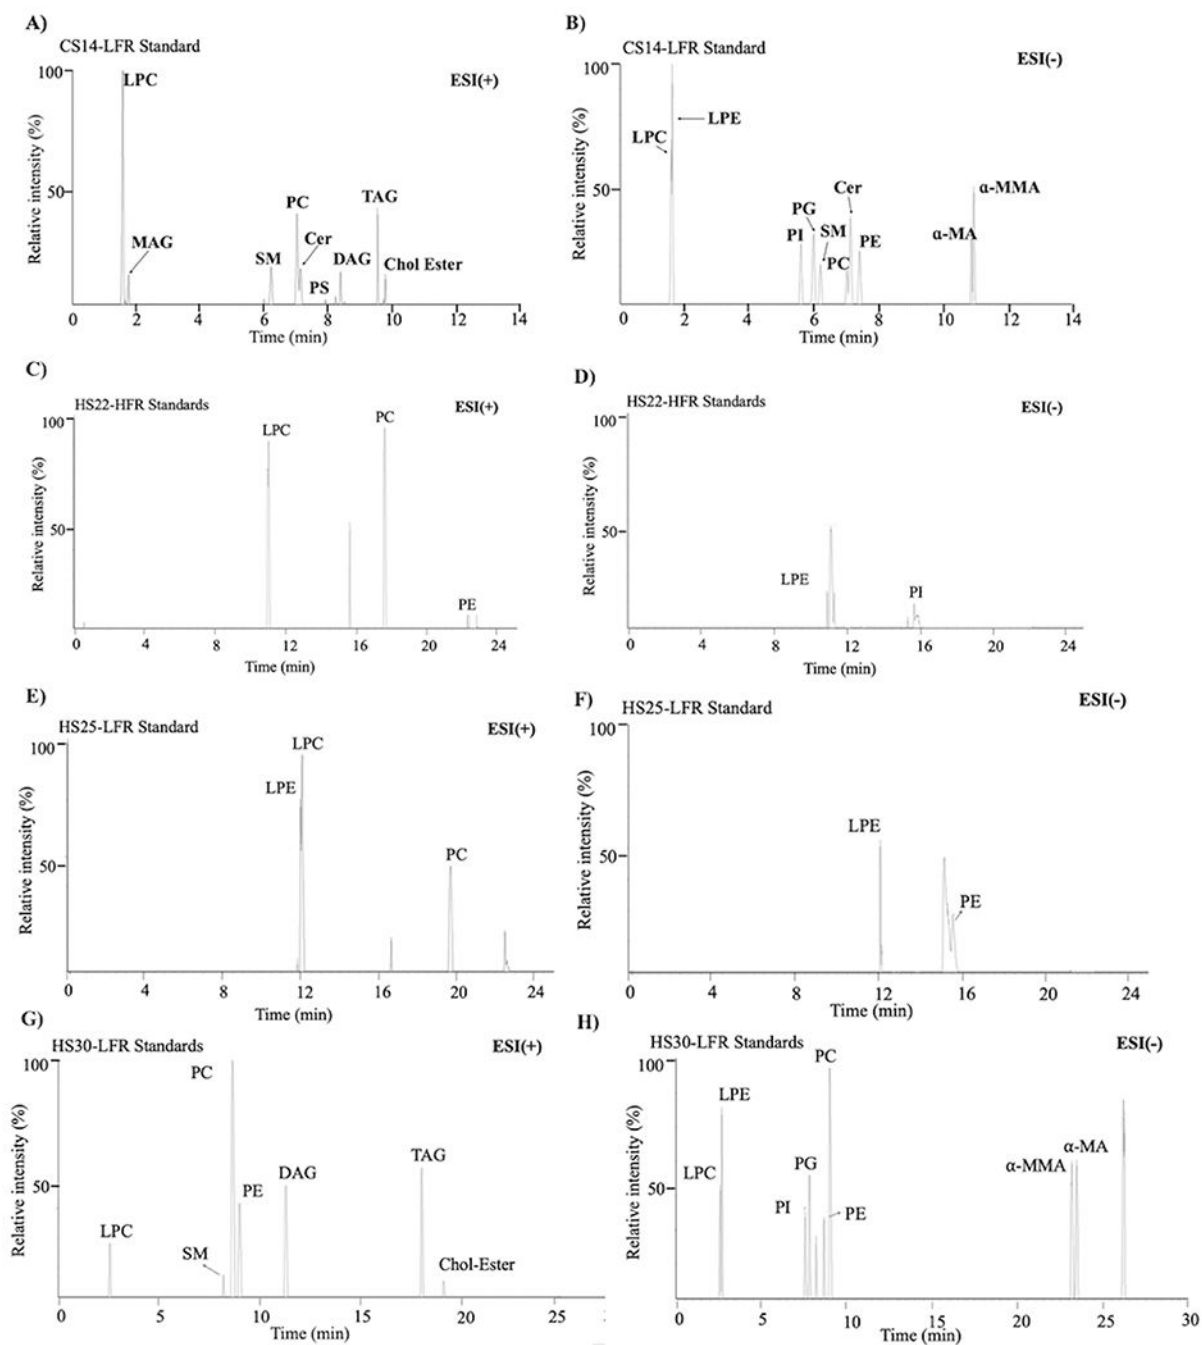 A)
CS14-LFR Standard
ESI(+)
Relative intensity (%)
100
50
LPC
MAG
SM
PC
Cer
PS
DAG
TAG
Chol Ester
0 2 4 6 8 10 12 14
Time (min)
B)
CS14-LFR Standard
ESI(-)
Relative intensity (%)
100
50
LPC
LPE
PI
PG
SM
Cer
PC
PE
α-MA
α-MMA
0 2 4 6 8 10 12 14
Time (min)
C)
HS22-HFR Standards
ESI(+)
Relative intensity (%)
100
50
LPC
PC
PE
0 4 8 12 16 20 24
Time (min)
D)
HS22-HFR Standards
ESI(-)
Relative intensity (%)
100
50
LPE
PI
0 4 8 12 16 20 24
Time (min)
E)
HS25-LFR Standard
ESI(+)
Relative intensity (%)
100
50
LPC
LPE
PC
0 4 8 12 16 20 24
Time (min)
F)
HS25-LFR Standard
ESI(-)
Relative intensity (%)
100
50
LPE
PE
0 4 8 12 16 20 24
Time (min)
G)
HS30-LFR Standards
ESI(+)
Relative intensity (%)
100
50
LPC
SM
PC
PE
DAG
TAG
Chol-Ester
0 5 10 15 20 25
Time (min)
H)
HS30-LFR Standards
ESI(-)
Relative intensity (%)
100
50
LPC
LPE
PI
PG
PC
PE
α-MMA
α-MA
0 5 10 15 20 25 30
Time (min)